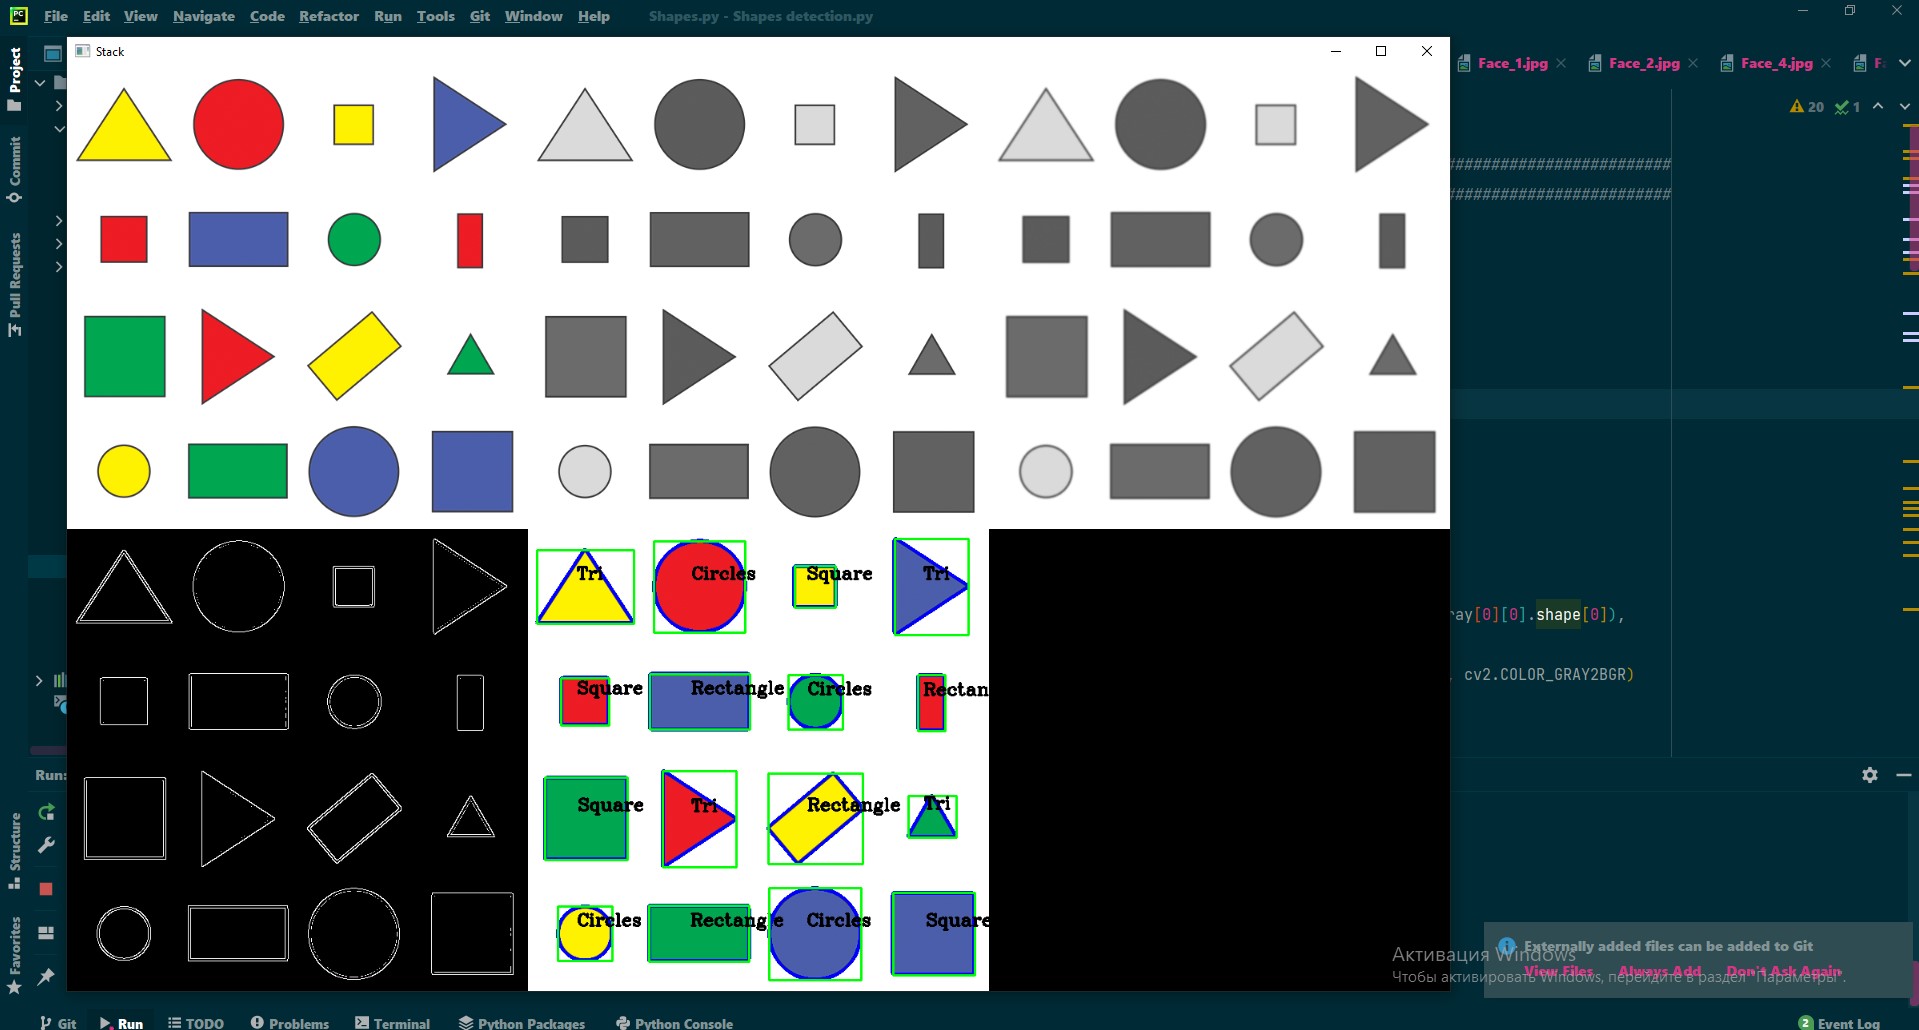 File Edit View Navigate Code Refactor Run Tools Git Window Help Shapes.py - Shapes detection.py
Project
Commit
Pull Requests
Structure
Favorites
Stack
Face_1.jpg Face_2.jpg Face_4.jpg
20 1
Tri Circles Square Tri
Square Rectangle Circles Rectan
Square Tri Rectangle Tri
Circles Rectangle Circles Square
ay[0][0].shape[0]),
, cv2.COLOR_GRAY2BGR)
Run:
Externally added files can be added to Git
View Files Always Add Don't Ask Again
Активация Windows
Чтобы активировать Windows, перейдите в раздел "Параметры".
Git Run TODO Problems Terminal Python Packages Python Console 2 Event Log